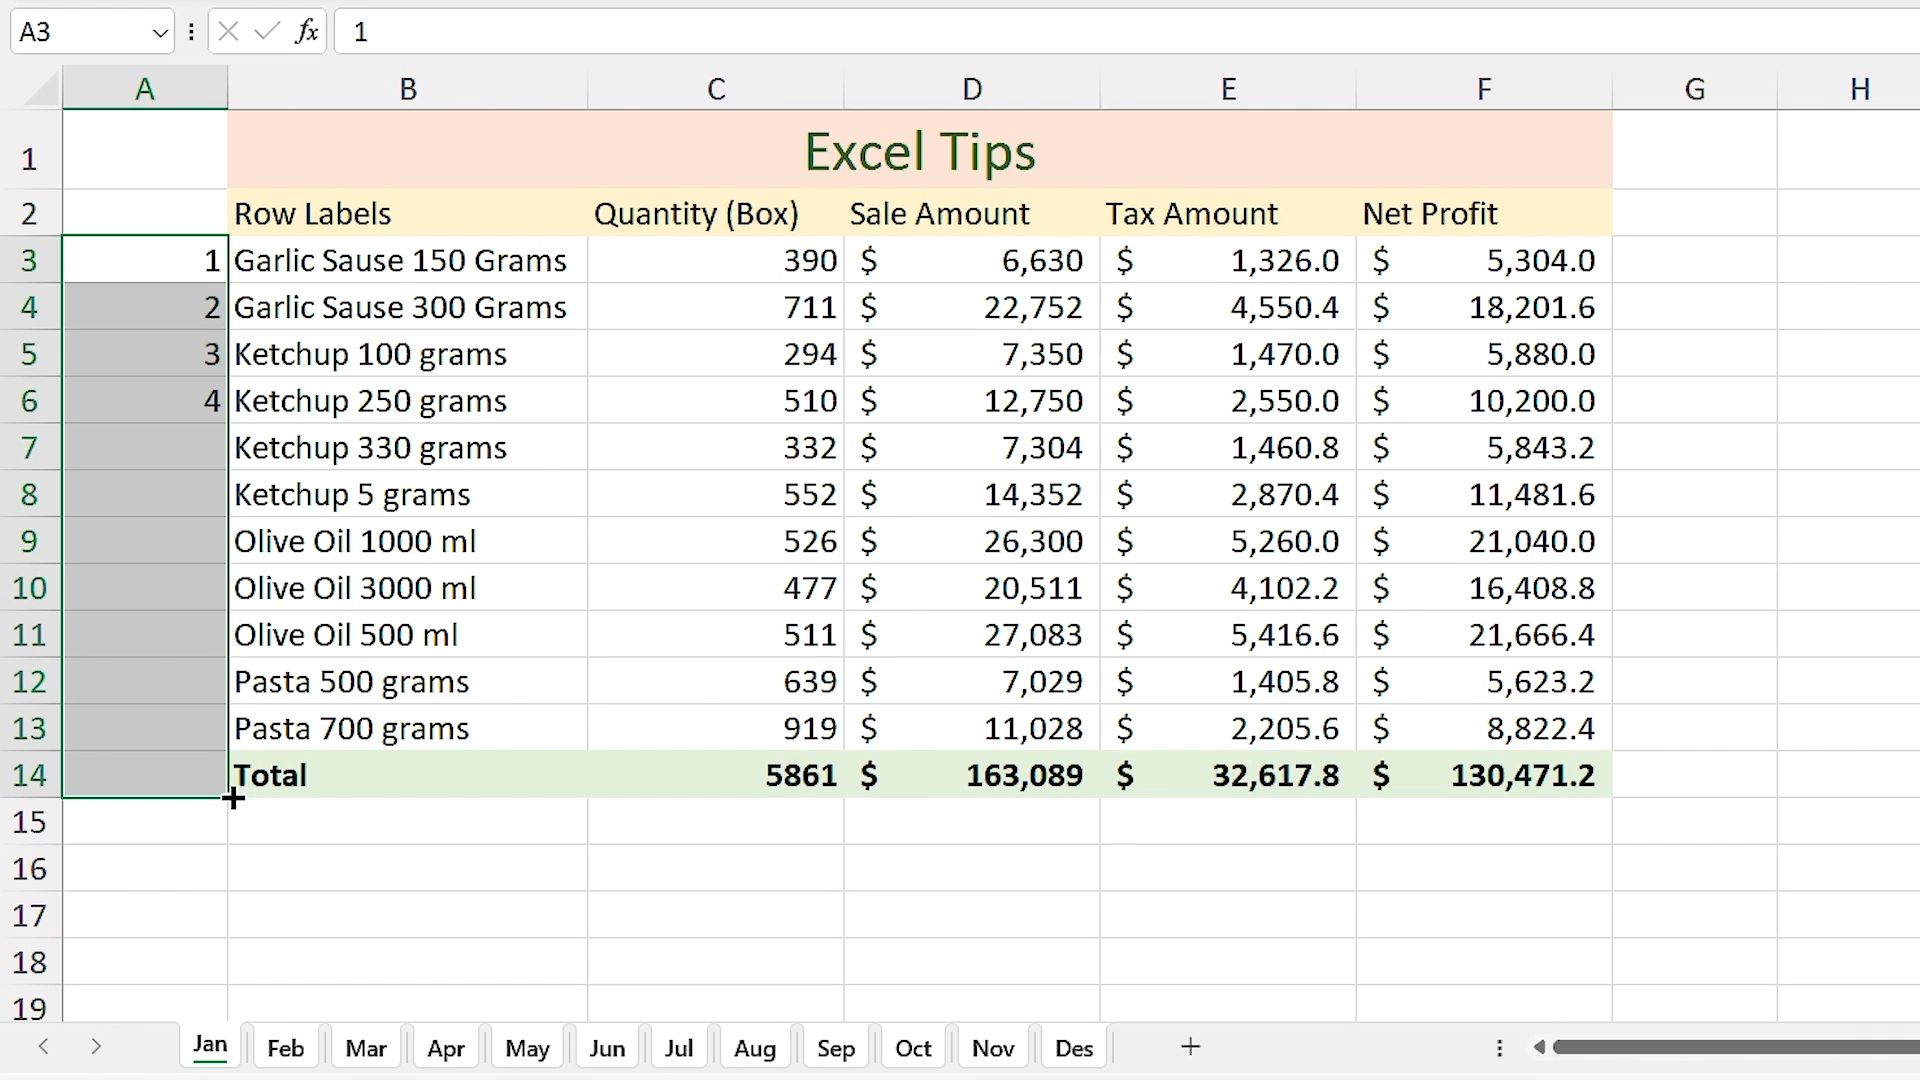 A3 fx 1
A B C D E F G H
1 Excel Tips
2 Row Labels Quantity (Box) Sale Amount Tax Amount Net Profit
3 1 Garlic Sause 150 Grams 390 $ 6,630 $ 1,326.0 $ 5,304.0
4 2 Garlic Sause 300 Grams 711 $ 22,752 $ 4,550.4 $ 18,201.6
5 3 Ketchup 100 grams 294 $ 7,350 $ 1,470.0 $ 5,880.0
6 4 Ketchup 250 grams 510 $ 12,750 $ 2,550.0 $ 10,200.0
7 Ketchup 330 grams 332 $ 7,304 $ 1,460.8 $ 5,843.2
8 Ketchup 5 grams 552 $ 14,352 $ 2,870.4 $ 11,481.6
9 Olive Oil 1000 ml 526 $ 26,300 $ 5,260.0 $ 21,040.0
10 Olive Oil 3000 ml 477 $ 20,511 $ 4,102.2 $ 16,408.8
11 Olive Oil 500 ml 511 $ 27,083 $ 5,416.6 $ 21,666.4
12 Pasta 500 grams 639 $ 7,029 $ 1,405.8 $ 5,623.2
13 Pasta 700 grams 919 $ 11,028 $ 2,205.6 $ 8,822.4
14 Total 5861 $ 163,089 $ 32,617.8 $ 130,471.2
15
16
17
18
19
Jan Feb Mar Apr May Jun Jul Aug Sep Oct Nov Des